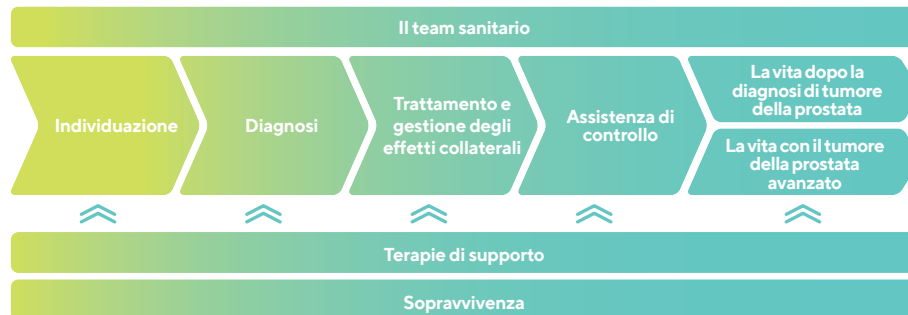 Il team sanitario
Individuazione
Diagnosi
Trattamento e
gestione degli
effetti collaterali
Assistenza di
controllo
La vita dopo la
diagnosi di tumore
della prostata
La vita con il tumore
della prostata
avanzato
Terapie di supporto
Sopravvivenza